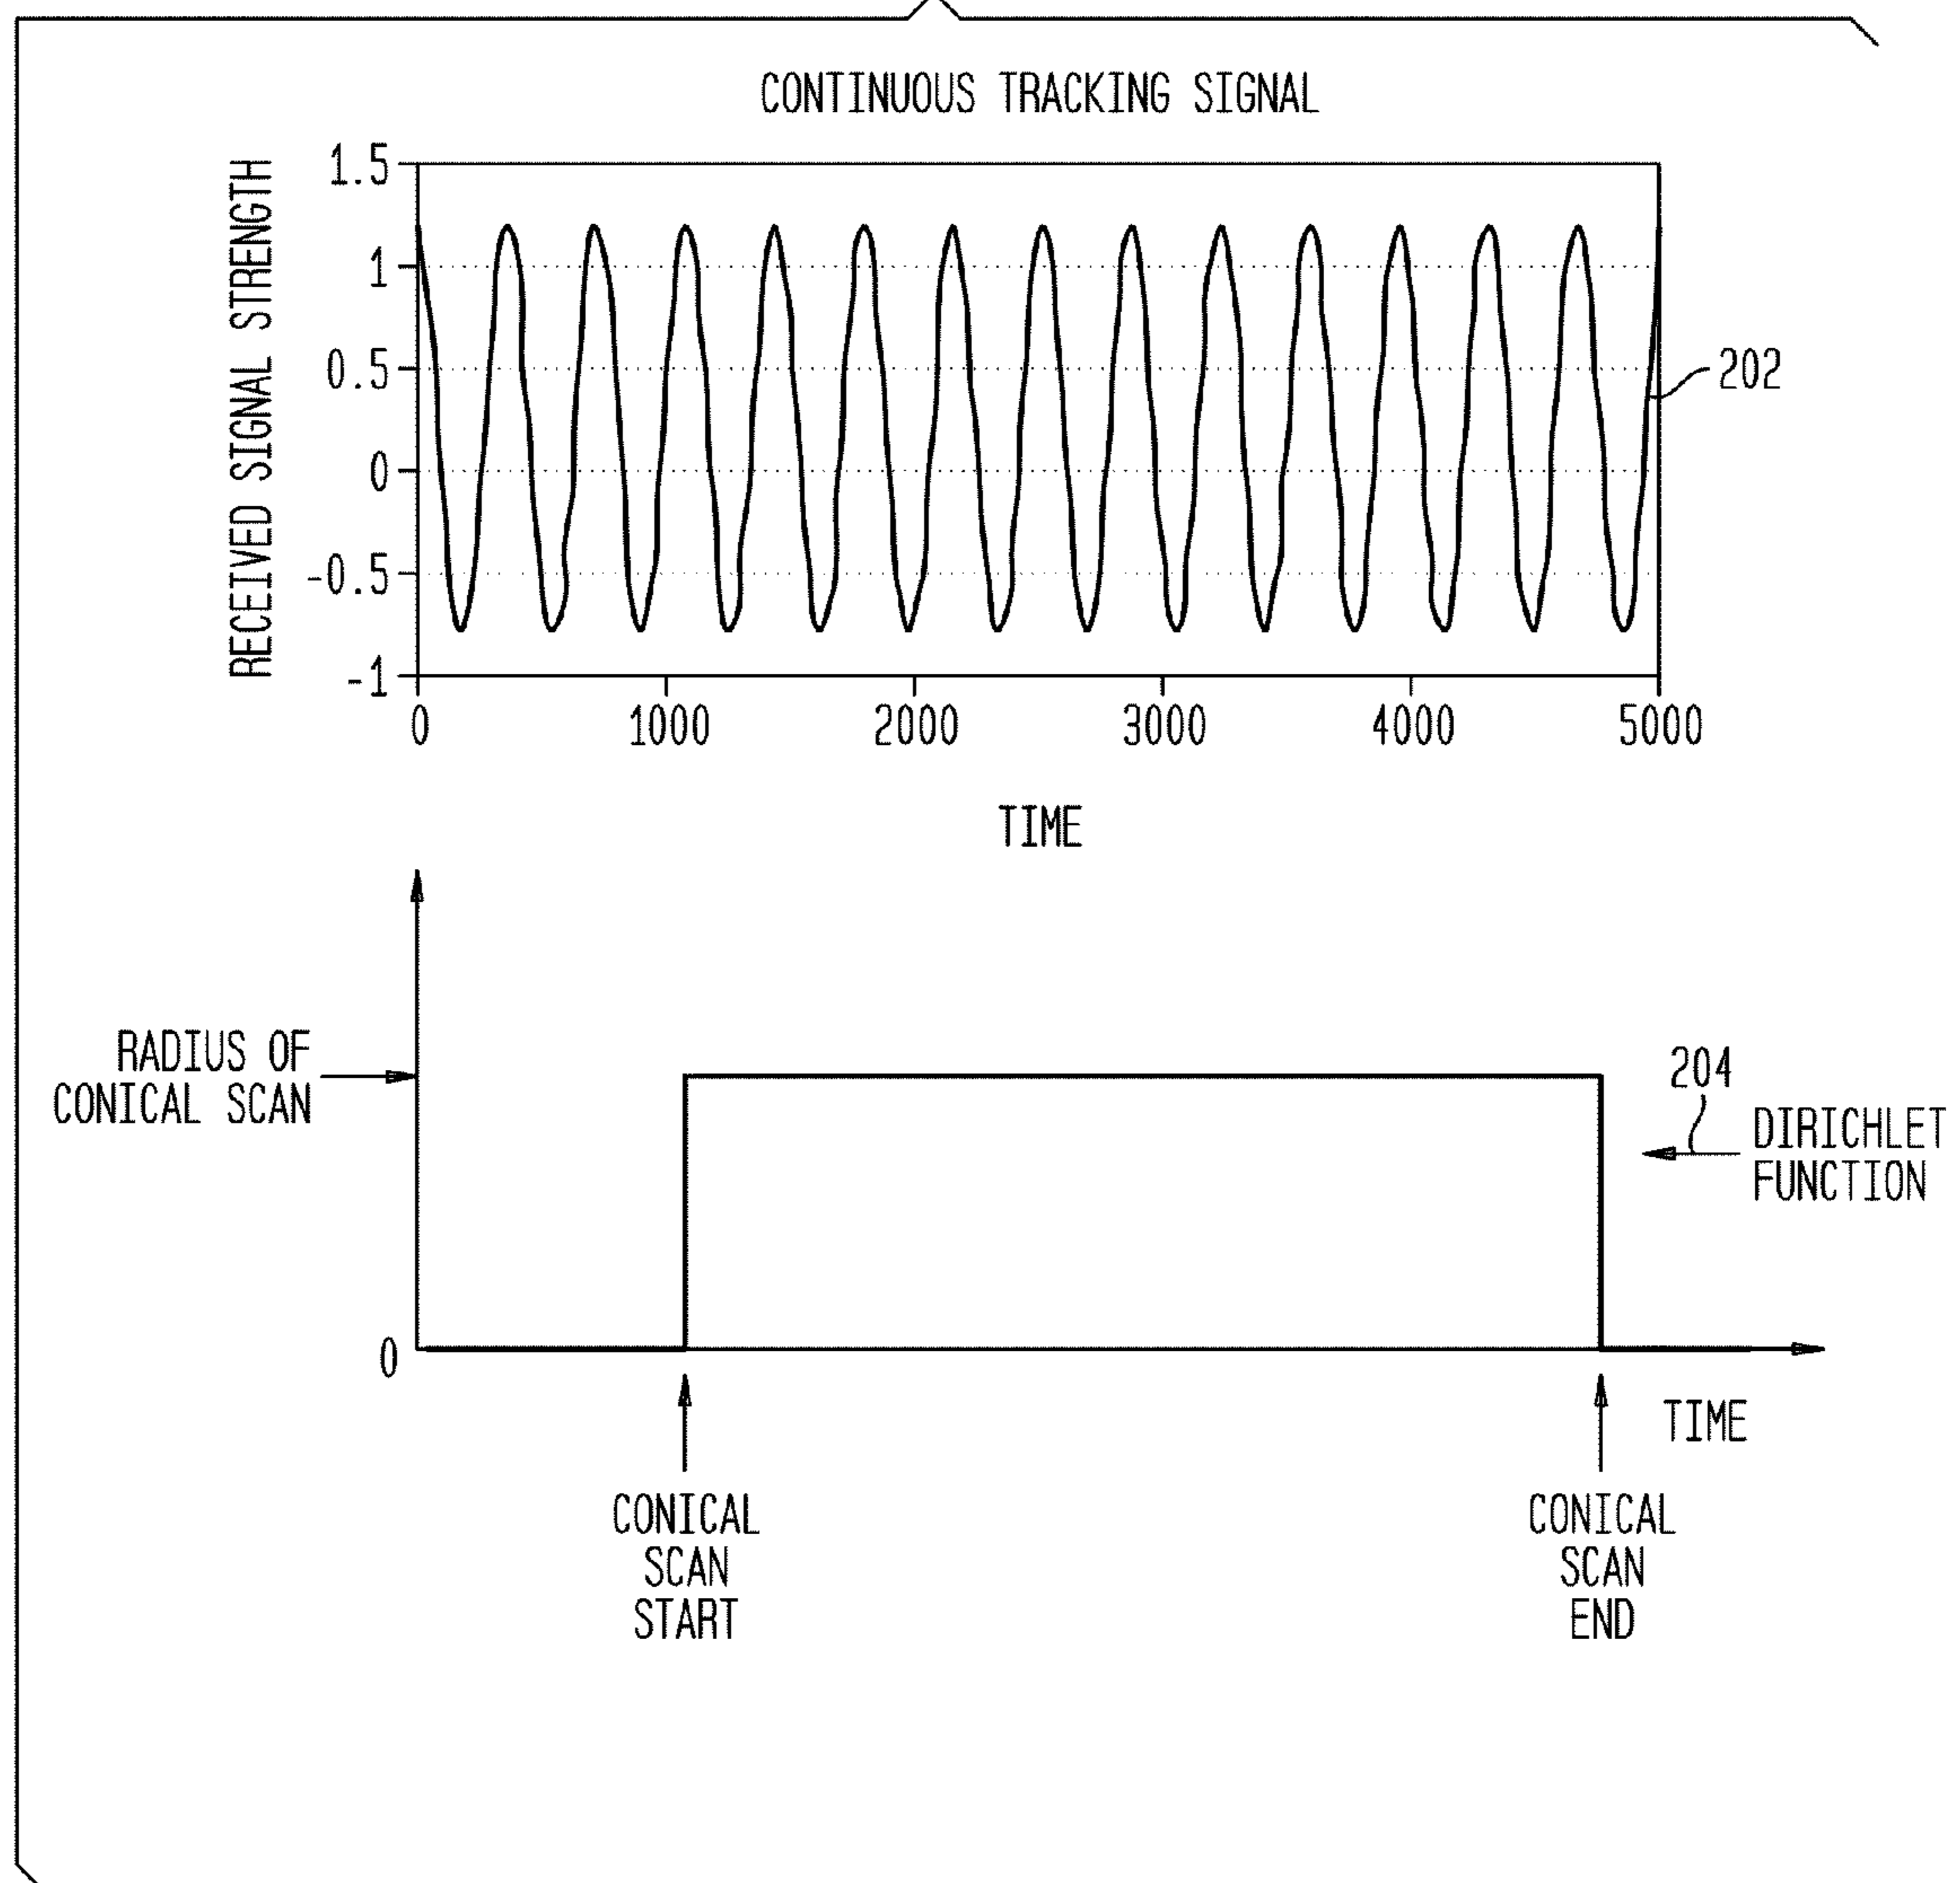 CONTINUOUS TRACKING SIGNAL
RECEIVED SIGNAL STRENGTH
1.5
1
0.5
0
-0.5
-1
202
0 1000 2000 3000 4000 5000
TIME
RADIUS OF
CONICAL SCAN
204
DIRICHLET
FUNCTION
0
TIME
CONICAL
SCAN
START
CONICAL
SCAN
END